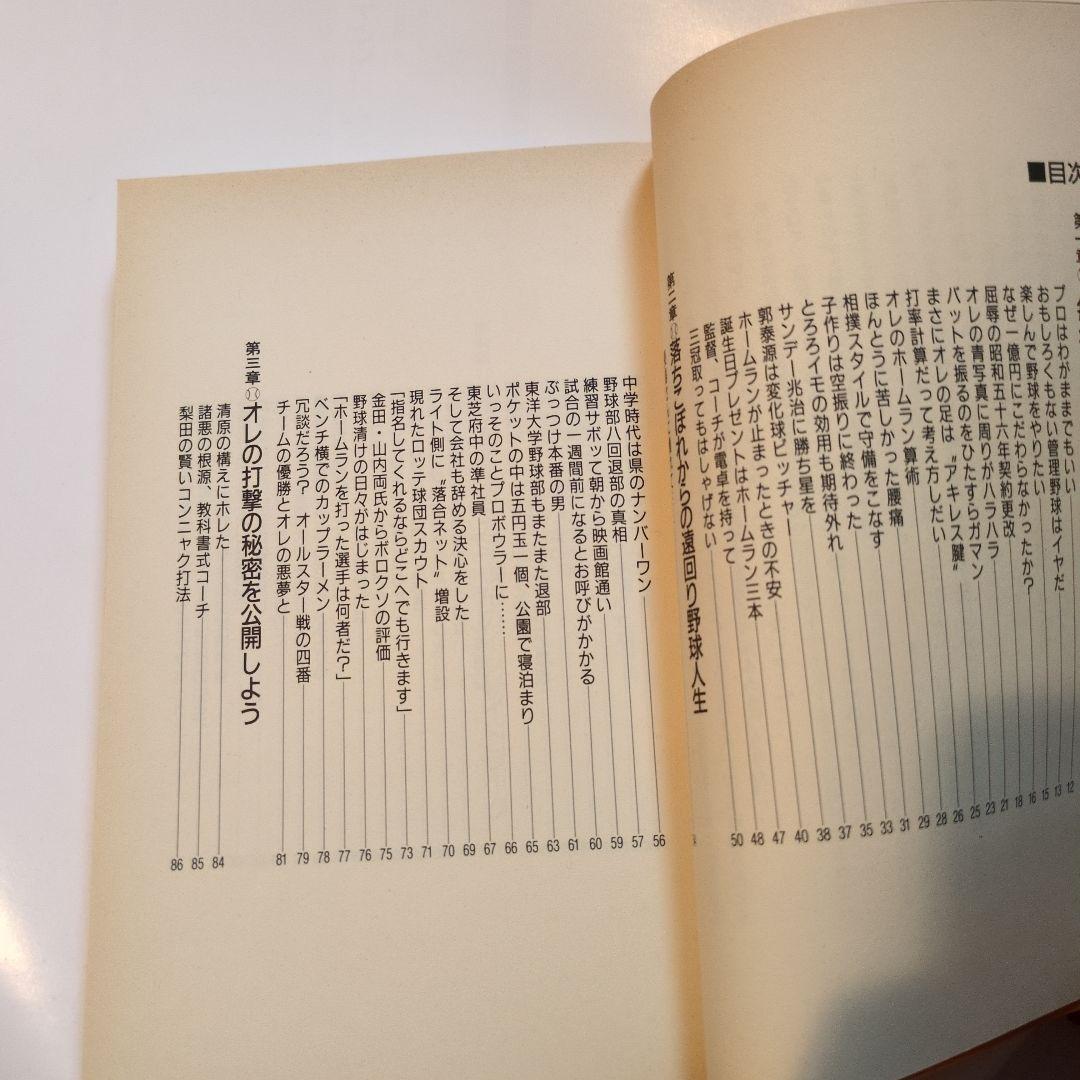 ■目次
プロはわがままでもいい 12
おもしろくもない管理野球はイヤだ 13
楽しんで野球をやりたい 15
なぜ一億円にこだわらなかったか? 16
屈辱の昭和五十六年契約更改 18
オレの青写真に周りがハラハラ 21
バットを振るのをひたすらガマン 23
まさにオレの足は〝アキレス腱〟 25
打率計算だって考え方しだい 26
オレのホームラン算術 28
ほんとうに苦しかった腰痛 29
相撲スタイルで守備をこなす 31
子作りは空振りに終わった 33
とろろイモの効用も期待外れ 35
サンデー兆治に勝ち星を 37
郭泰源は変化球ピッチャー 38
ホームランが止まったときの不安 40
誕生日プレゼントはホームラン三本 47
監督、コーチが電卓を持って 48
三冠取ってもはしゃげない 50
第二章 落ちこぼれからの遠回り野球人生
中学時代は県のナンバーワン 56
野球部八回退部の真相 57
練習サボって朝から映画館通い 59
試合の一週間前になるとお呼びがかかる 60
ぶっつけ本番の男 61
東洋大学野球部もまたまた退部 63
ポケットの中は五円玉一個、公園で寝泊まり 65
いっそのことプロボウラーに…… 66
東芝府中の準社員 67
そして会社も辞める決心をした 69
ライト側に〝落合ネット〟増設 70
現れたロッテ球団スカウト 71
「指名してくれるならどこへでも行きます」 73
金田・山内両氏からボロクソの評価 75
野球漬けの日々がはじまった 76
「ホームランを打った選手は何者だ?」 77
ベンチ横でのカップラーメン 78
冗談だろう? オールスター戦の四番 79
チームの優勝とオレの悪夢と 81
第三章 オレの打撃の秘密を公開しよう
清原の構えにホレた 84
諸悪の根源、教科書式コーチ 85
梨田の賢いコンニャク打法 86